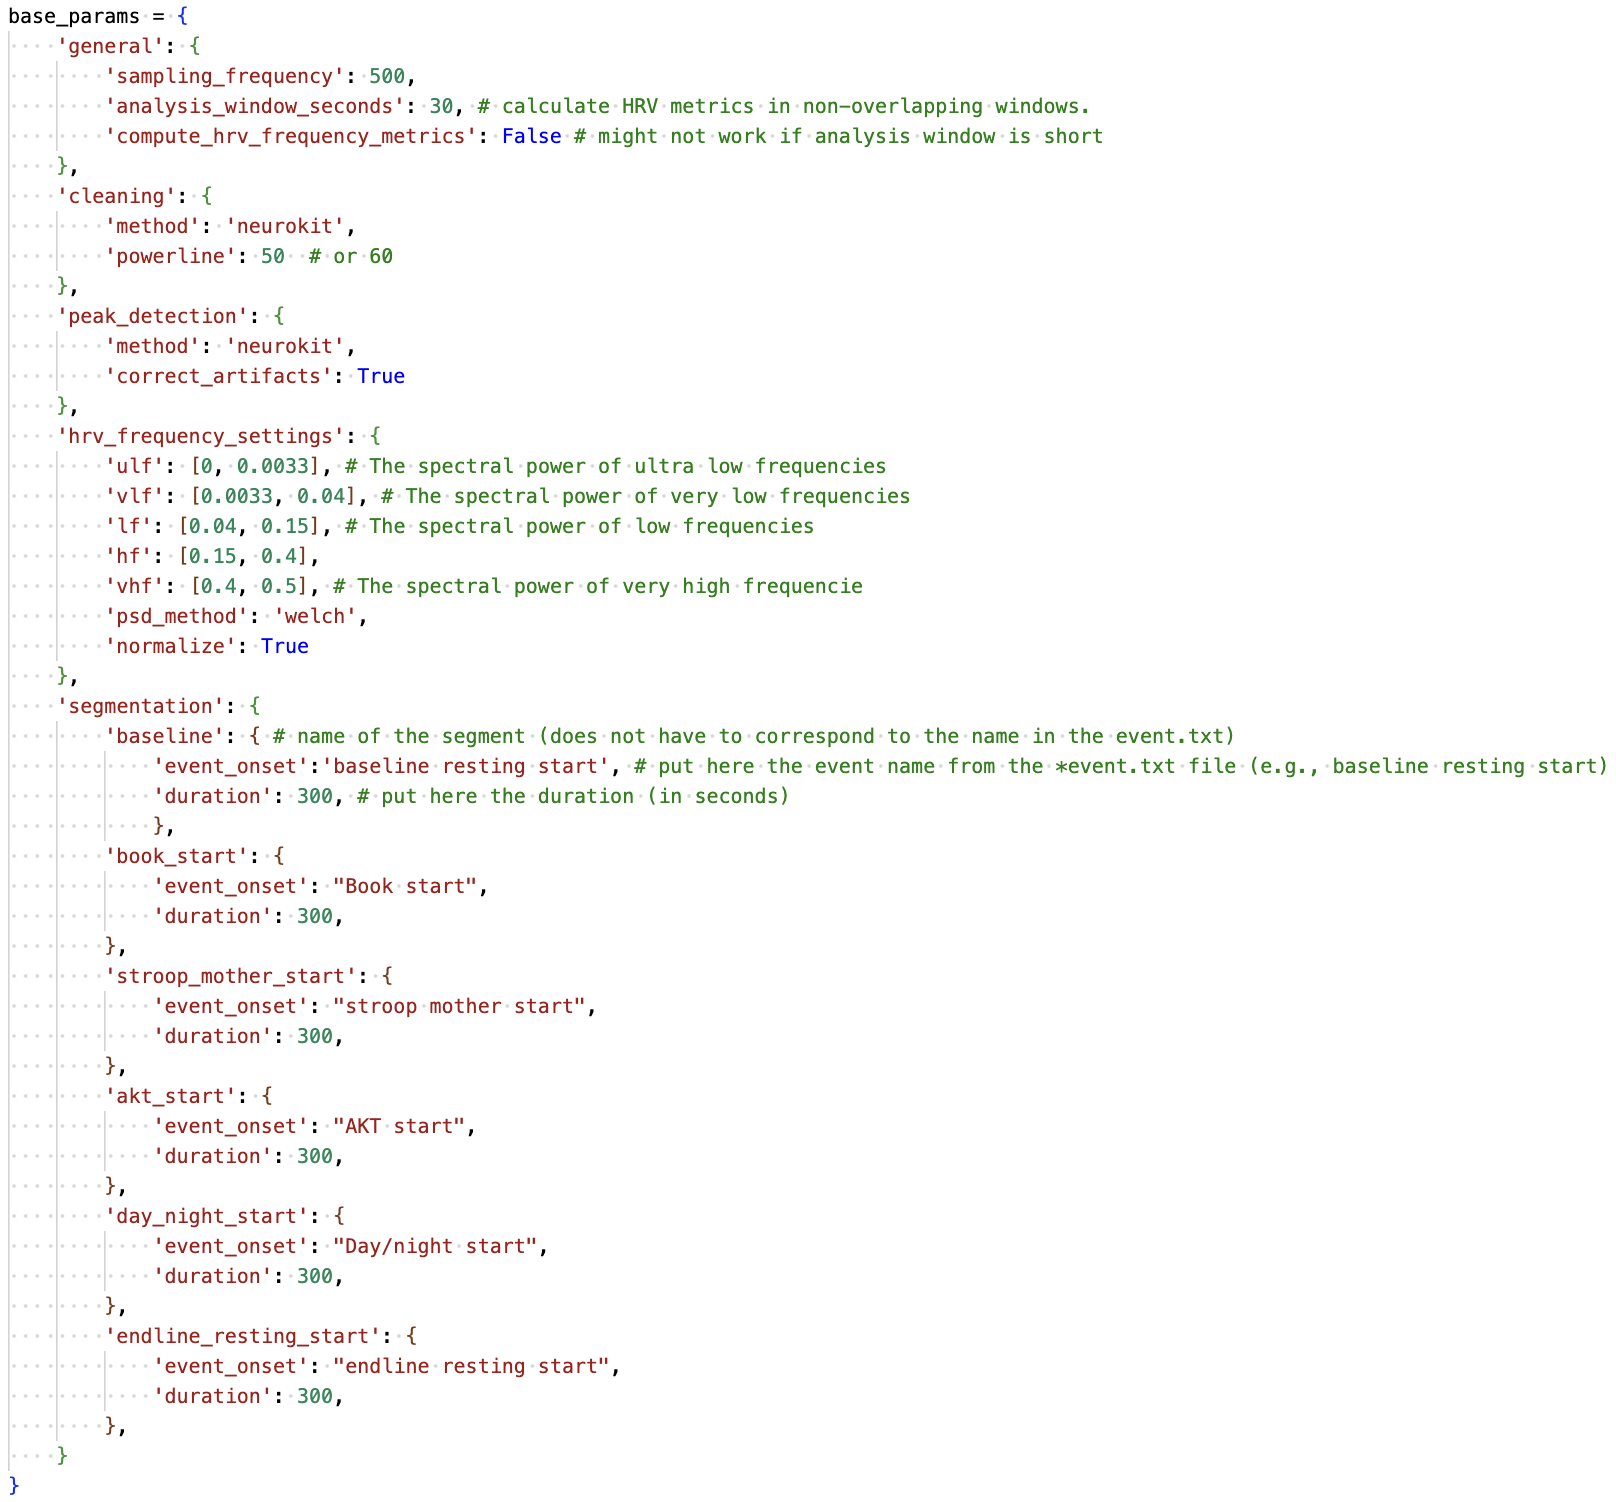 base_params = {
    'general': {
        'sampling_frequency': 500,
        'analysis_window_seconds': 30, # calculate HRV metrics in non-overlapping windows.
        'compute_hrv_frequency_metrics': False # might not work if analysis window is short
    },
    'cleaning': {
        'method': 'neurokit',
        'powerline': 50  # or 60
    },
    'peak_detection': {
        'method': 'neurokit',
        'correct_artifacts': True
    },
    'hrv_frequency_settings': {
        'ulf': [0, 0.0033], # The spectral power of ultra low frequencies
        'vlf': [0.0033, 0.04], # The spectral power of very low frequencies
        'lf': [0.04, 0.15], # The spectral power of low frequencies
        'hf': [0.15, 0.4],
        'vhf': [0.4, 0.5], # The spectral power of very high frequencie
        'psd_method': 'welch',
        'normalize': True
    },
    'segmentation': {
        'baseline': { # name of the segment (does not have to correspond to the name in the event.txt)
            'event_onset':'baseline resting start', # put here the event name from the *event.txt file (e.g., baseline resting start)
            'duration': 300, # put here the duration (in seconds)
            },
        'book_start': {
            'event_onset': "Book start",
            'duration': 300,
        },
        'stroop_mother_start': {
            'event_onset': "stroop mother start",
            'duration': 300,
        },
        'akt_start': {
            'event_onset': "AKT start",
            'duration': 300,
        },
        'day_night_start': {
            'event_onset': "Day/night start",
            'duration': 300,
        },
        'endline_resting_start': {
            'event_onset': "endline resting start",
            'duration': 300,
        },
    }
}